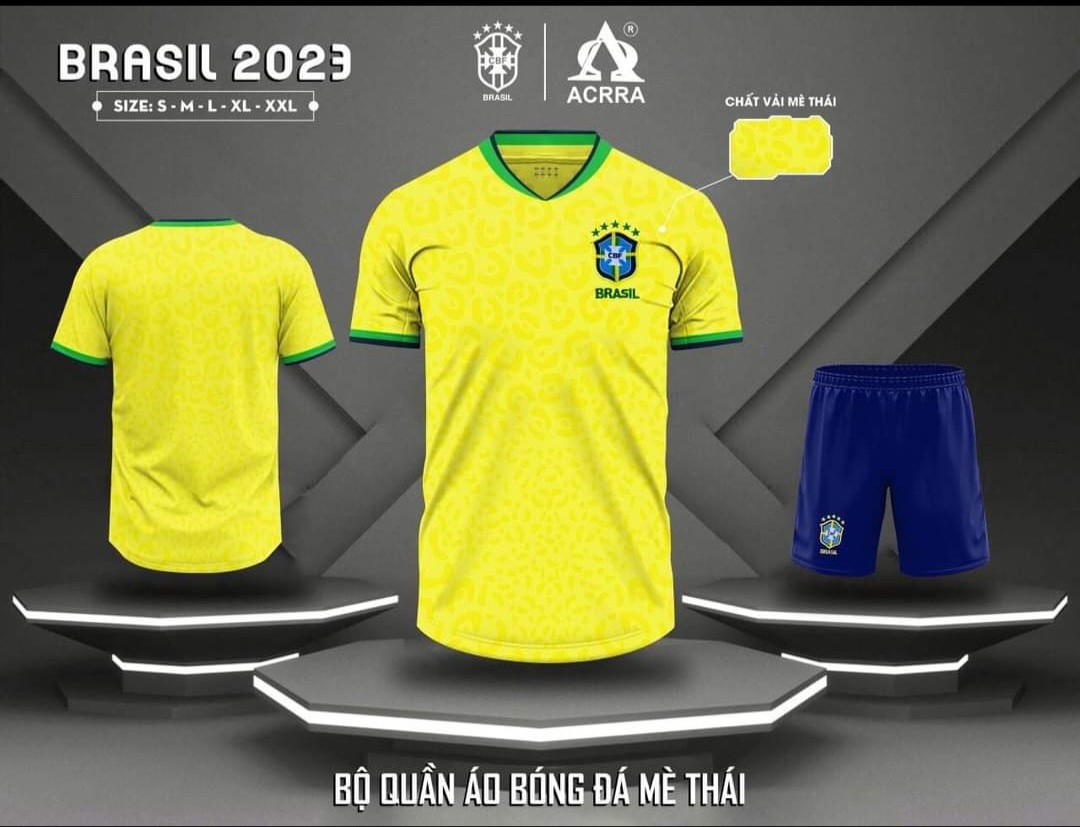 BRASIL 2023
SIZE: S - M - L - XL - XXL
CBF
BRASIL
®
ACRRA
CHẤT VẢI MÈ THÁI
CBF
BRASIL
BRASIL
BỘ QUẦN ÁO BÓNG ĐÁ MÈ THÁI